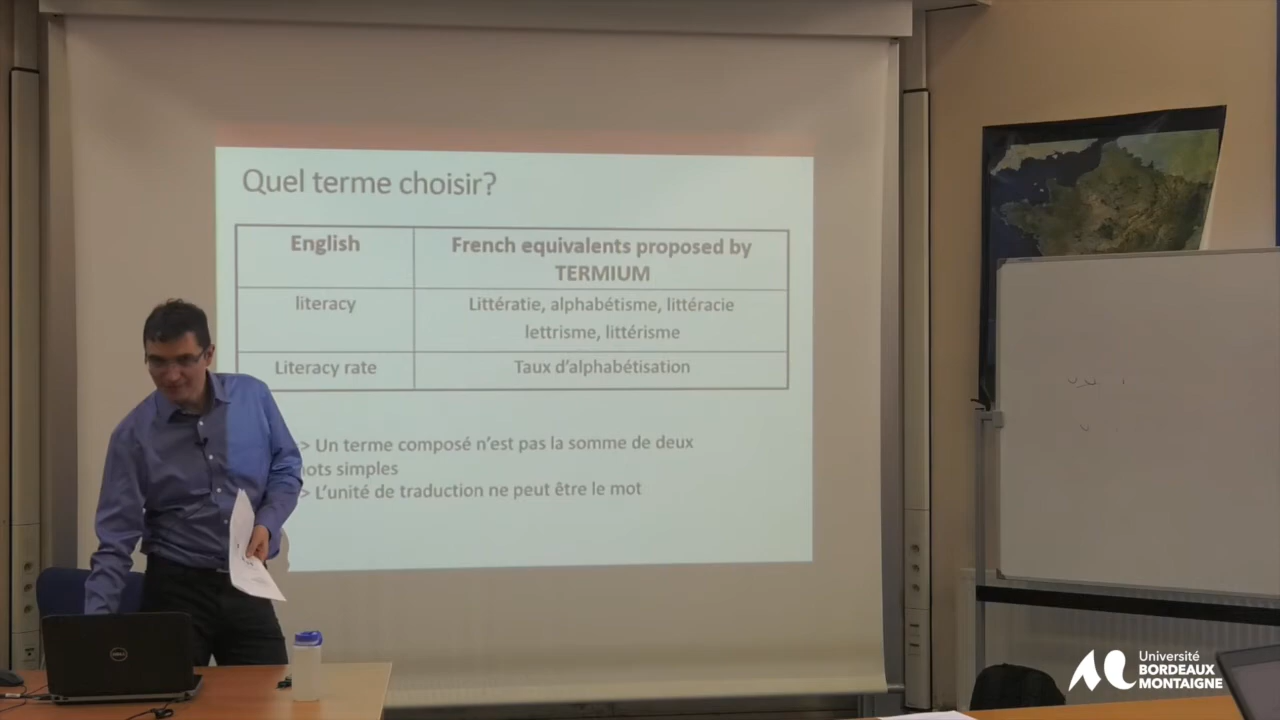 Quel terme choisir?
English
French equivalents proposed by
TERMIUM
literacy
Littératie, alphabétisme, littéracie
lettrisme, littérisme
Literacy rate
Taux d'alphabétisation
> Un terme composé n'est pas la somme de deux
ots simples
> L'unité de traduction ne peut être le mot
DELL
Université
BORDEAUX
MONTAIGNE